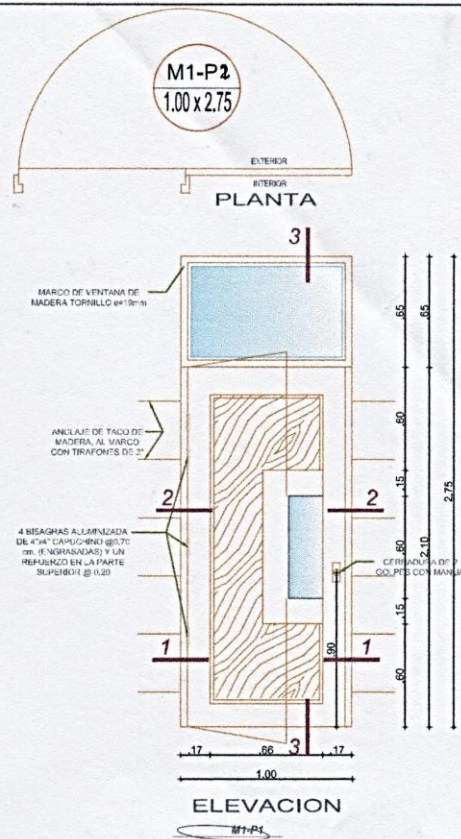 M1-P2
1.00 x 2.75
EXTERIOR
INTERIOR
PLANTA
3
MARCO DE VENTANA DE
MADERA TORNILLO e=19mm
.65
.65
ANCLAJE DE TACO DE
MADERA, AL MARCO
CON TIRAFONES DE 2"
.60
.15
2.75
2
2
4 BISAGRAS ALUMINIZADA
DE 4"x4" CAPUCHINO @0.70
cm. (ENGRASADAS) Y UN
REFUERZO EN LA PARTE
SUPERIOR @ 0.20
.60
2.10
CERRADURA DE 2
GOLPES CON MANIJA
.15
1
1
.90
.60
3
.17
.66
.17
1.00
ELEVACION
M1-P1